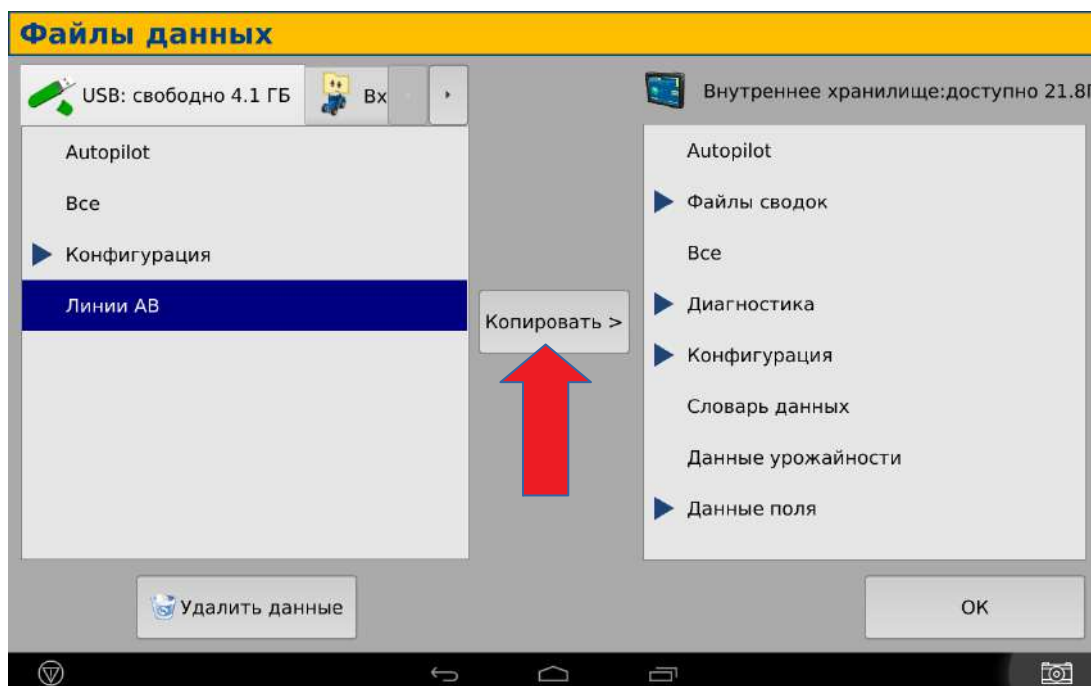 Файлы данных
USB: свободно 4.1 ГБ
Вх
Внутреннее хранилище:доступно 21.8Г
Autopilot
Все
Конфигурация
Линии АВ
Копировать >
Autopilot
Файлы сводок
Все
Диагностика
Конфигурация
Словарь данных
Данные урожайности
Данные поля
Удалить данные
ОК